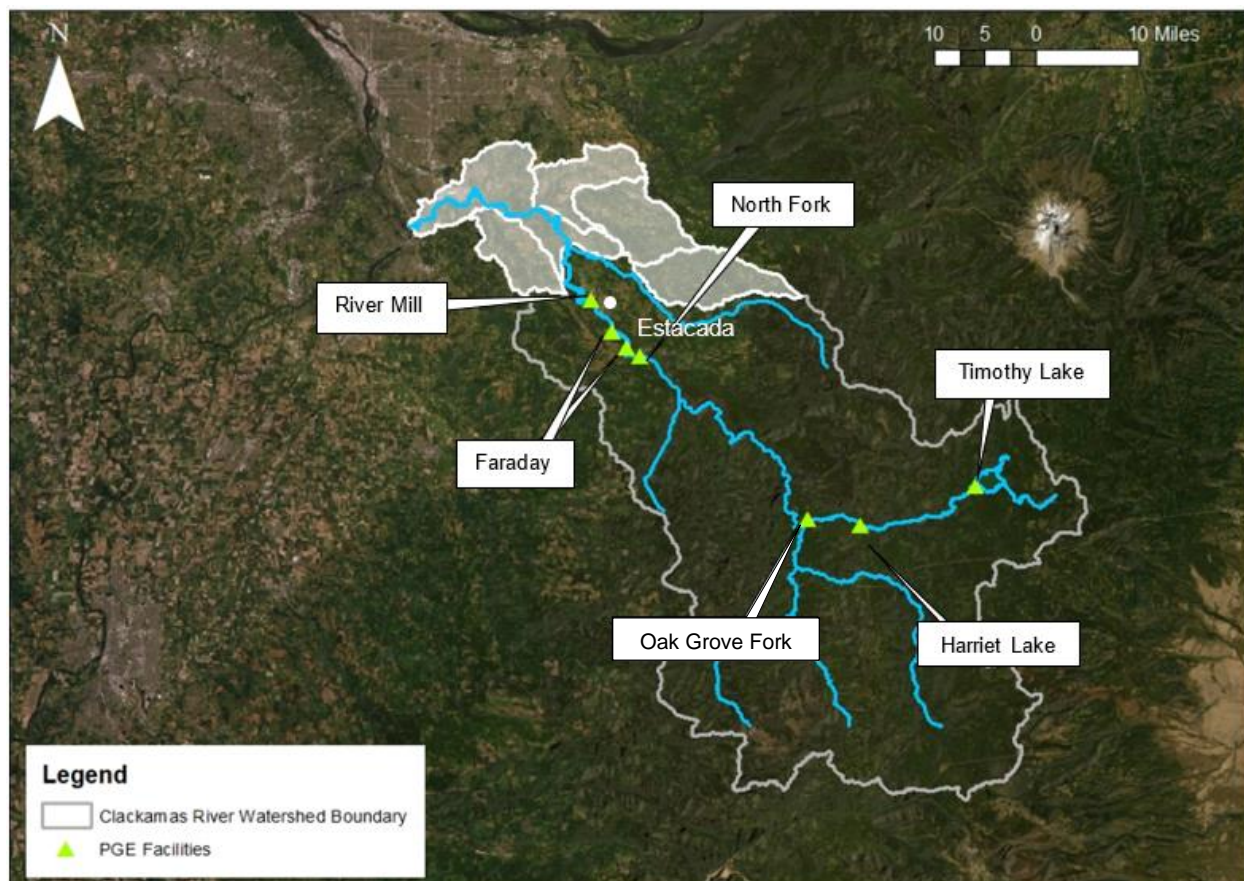 N
10 5 0 10 Miles
North Fork
River Mill
Estacada
Timothy Lake
Faraday
Oak Grove Fork
Harriet Lake
Legend
Clackamas River Watershed Boundary
PGE Facilities